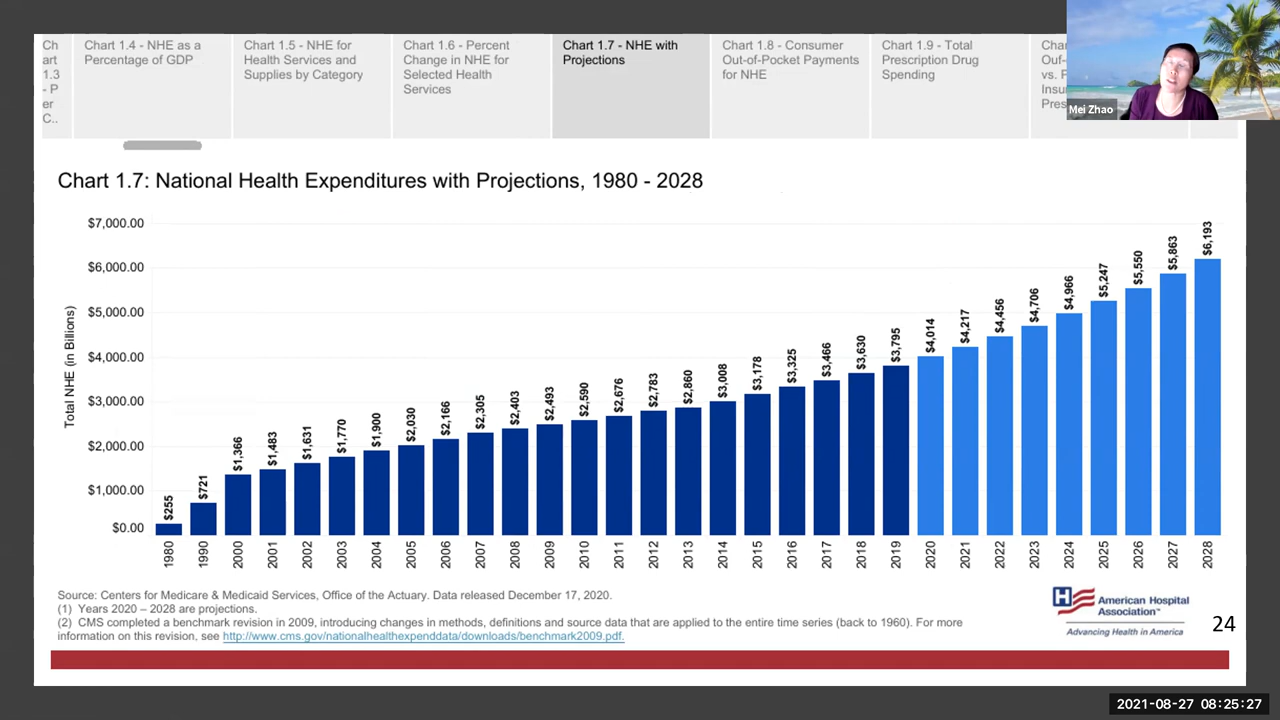 Ch
art
1.3
- P
er
C..
Chart 1.4 - NHE as a
Percentage of GDP
Chart 1.5 - NHE for
Health Services and
Supplies by Category
Chart 1.6 - Percent
Change in NHE for
Selected Health
Services
Chart 1.7 - NHE with
Projections
Chart 1.8 - Consumer
Out-of-Pocket Payments
for NHE
Chart 1.9 - Total
Prescription Drug
Spending
Mei Zhao
Chart 1.7: National Health Expenditures with Projections, 1980 - 2028
Total NHE (in Billions)
$7,000.00
$6,000.00
$5,000.00
$4,000.00
$3,000.00
$2,000.00
$1,000.00
$0.00
$255
$721
$1,366
$1,483
$1,631
$1,770
$1,900
$2,030
$2,166
$2,305
$2,403
$2,493
$2,590
$2,676
$2,783
$2,860
$3,008
$3,178
$3,325
$3,466
$3,630
$3,795
$4,014
$4,217
$4,456
$4,706
$4,966
$5,247
$5,550
$5,863
$6,193
1980
1990
2000
2001
2002
2003
2004
2005
2006
2007
2008
2009
2010
2011
2012
2013
2014
2015
2016
2017
2018
2019
2020
2021
2022
2023
2024
2025
2026
2027
2028
Source: Centers for Medicare & Medicaid Services, Office of the Actuary. Data released December 17, 2020.
(1) Years 2020 – 2028 are projections.
(2) CMS completed a benchmark revision in 2009, introducing changes in methods, definitions and source data that are applied to the entire time series (back to 1960). For more
information on this revision, see http://www.cms.gov/nationalhealthexpenddata/downloads/benchmark2009.pdf.
H
American Hospital
Association™
Advancing Health in America
24
2021-08-27 08:25:27